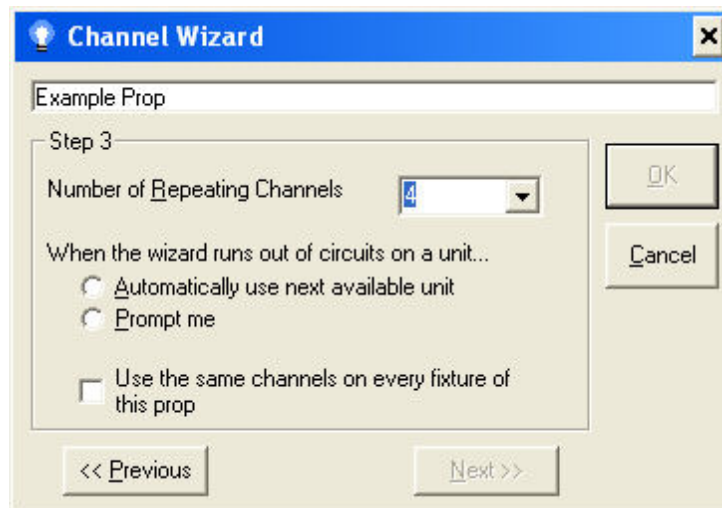 Channel Wizard
Example Prop
Step 3
Number of Repeating Channels
4
OK
When the wizard runs out of circuits on a unit...
Cancel
Automatically use next available unit
Prompt me
Use the same channels on every fixture of
this prop
<< Previous
Next >>